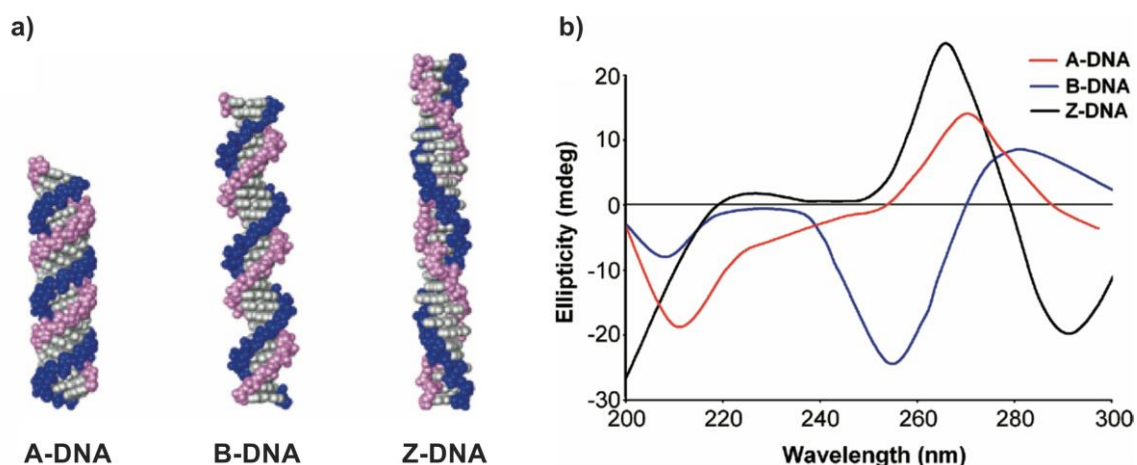 a)
A-DNA
B-DNA
Z-DNA
b)
A-DNA
B-DNA
Z-DNA
Ellipticity (mdeg)
20
10
0
-10
-20
-30
200
220
240
260
280
300
Wavelength (nm)